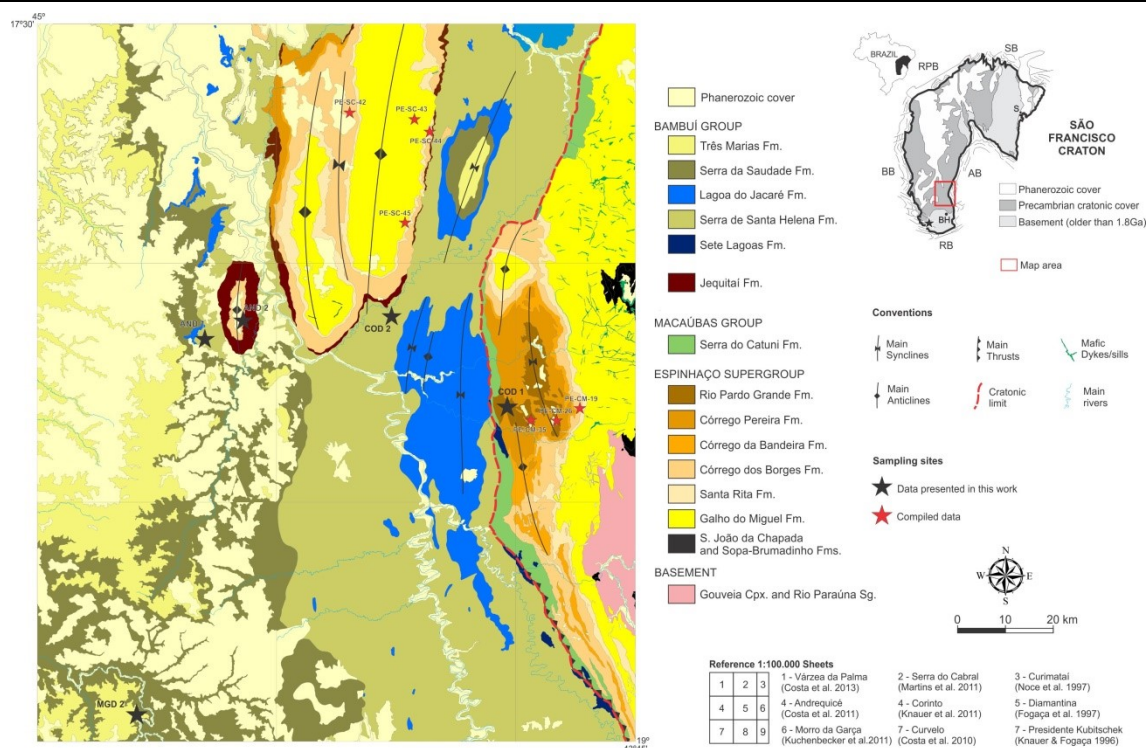 45º
17º30'
PE-SC-42
PE-SC-43
PE-SC-44
PE-SC-45
AND 2
COD 2
COD 1
PE-CM-19
MGD 2
19º
Phanerozoic cover
BAMBUÍ GROUP
Três Marias Fm.
Serra da Saudade Fm.
Lagoa do Jacaré Fm.
Serra de Santa Helena Fm.
Sete Lagoas Fm.
Jequitaí Fm.
MACAÚBAS GROUP
Serra do Catuni Fm.
ESPINHAÇO SUPERGROUP
Rio Pardo Grande Fm.
Córrego Pereira Fm.
Córrego da Bandeira Fm.
Córrego dos Borges Fm.
Santa Rita Fm.
Galho do Miguel Fm.
S. João da Chapada
and Sopa-Brumadinho Fms.
BASEMENT
Gouveia Cpx. and Rio Paraúna Sg.
BRAZIL
RPB
SB
S
BB
AB
BH
RB
SÃO
FRANCISCO
CRATON
Phanerozoic cover
Precambrian cratonic cover
Basement (older than 1.8Ga)
Map area
Conventions
Main
Synclines
Main
Thrusts
Mafic
Dykes/sills
Main
Anticlines
Cratonic
limit
Main
rivers
Sampling sites
Data presented in this work
Compiled data
N
W E
S
0 10 20 km
Reference 1:100.000 Sheets
1 2 3
4 5 6
7 8 9
1 - Várzea da Palma
(Costa et al. 2013)
2 - Serra do Cabral
(Martins et al. 2011)
3 - Curimataí
(Noce et al. 1997)
4 - Andrequicé
(Costa et al. 2011)
4 - Corinto
(Knauer et al. 2011)
5 - Diamantina
(Fogaça et al. 1997)
6 - Morro da Garça
(Kuchenbecker et al.2011)
7 - Curvelo
(Costa et al. 2010)
7 - Presidente Kubitschek
(Knauer & Fogaça 1996)